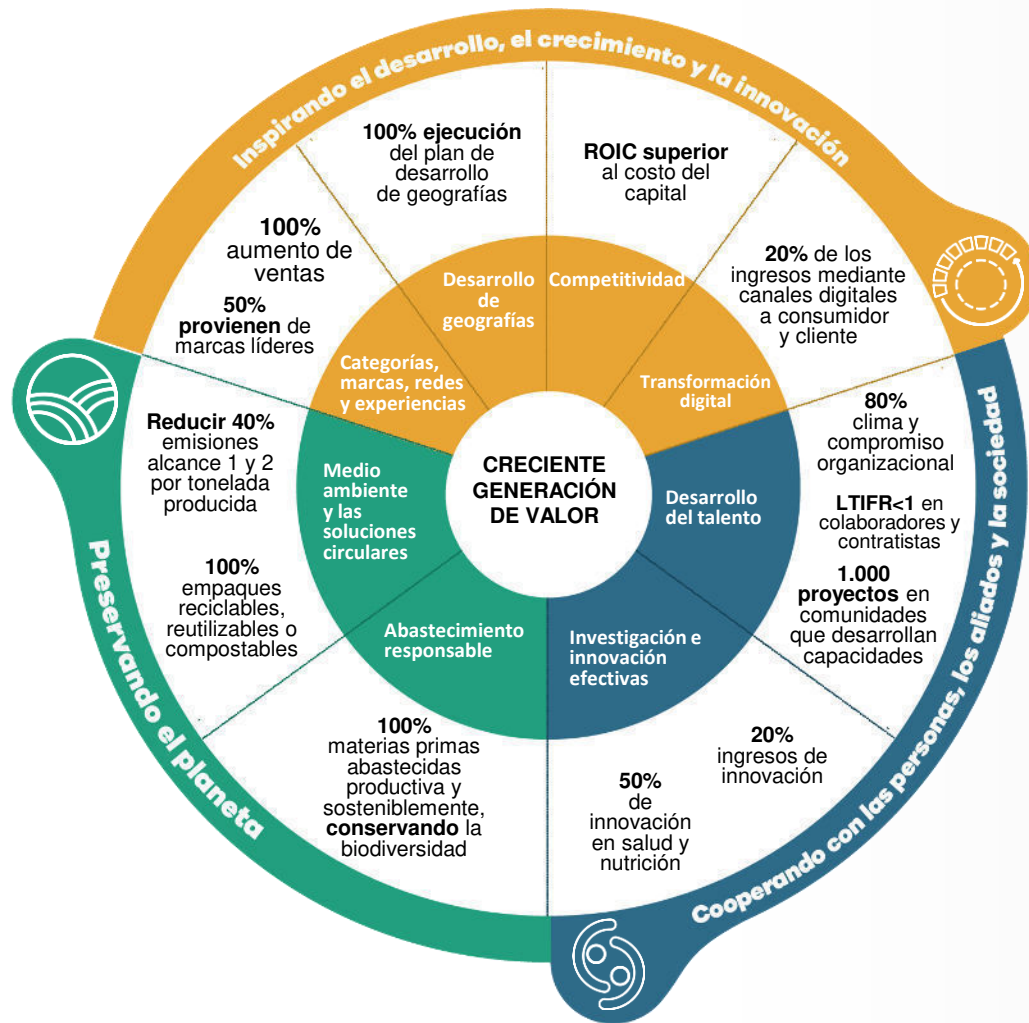 Inspirando el desarrollo, el crecimiento y la innovación
100% ejecución
del plan de
desarrollo
de geografías
ROIC superior
al costo del
capital
100%
aumento de
ventas
50%
provienen de
marcas líderes
20% de los
ingresos mediante
canales digitales
a consumidor
y cliente
Desarrollo
de
geografías
Competitividad
Categorías,
marcas, redes
y experiencias
Transformación
digital
CRECIENTE
GENERACIÓN
DE VALOR
Reducir 40%
emisiones
alcance 1 y 2
por tonelada
producida
100%
empaques
reciclables,
reutilizables o
compostables
Medio
ambiente
y las
soluciones
circulares
Desarrollo
del talento
80%
clima y
compromiso
organizacional
LTIFR<1 en
colaboradores y
contratistas
1.000
proyectos en
comunidades
que desarrollan
capacidades
Abastecimiento
responsable
Investigación e
innovación
efectivas
100%
materias primas
abastecidas
productiva y
sosteniblemente,
conservando la
biodiversidad
50%
de
innovación
en salud y
nutrición
20%
ingresos de
innovación
Preservando el planeta
Cooperando con las personas, los aliados y la sociedad